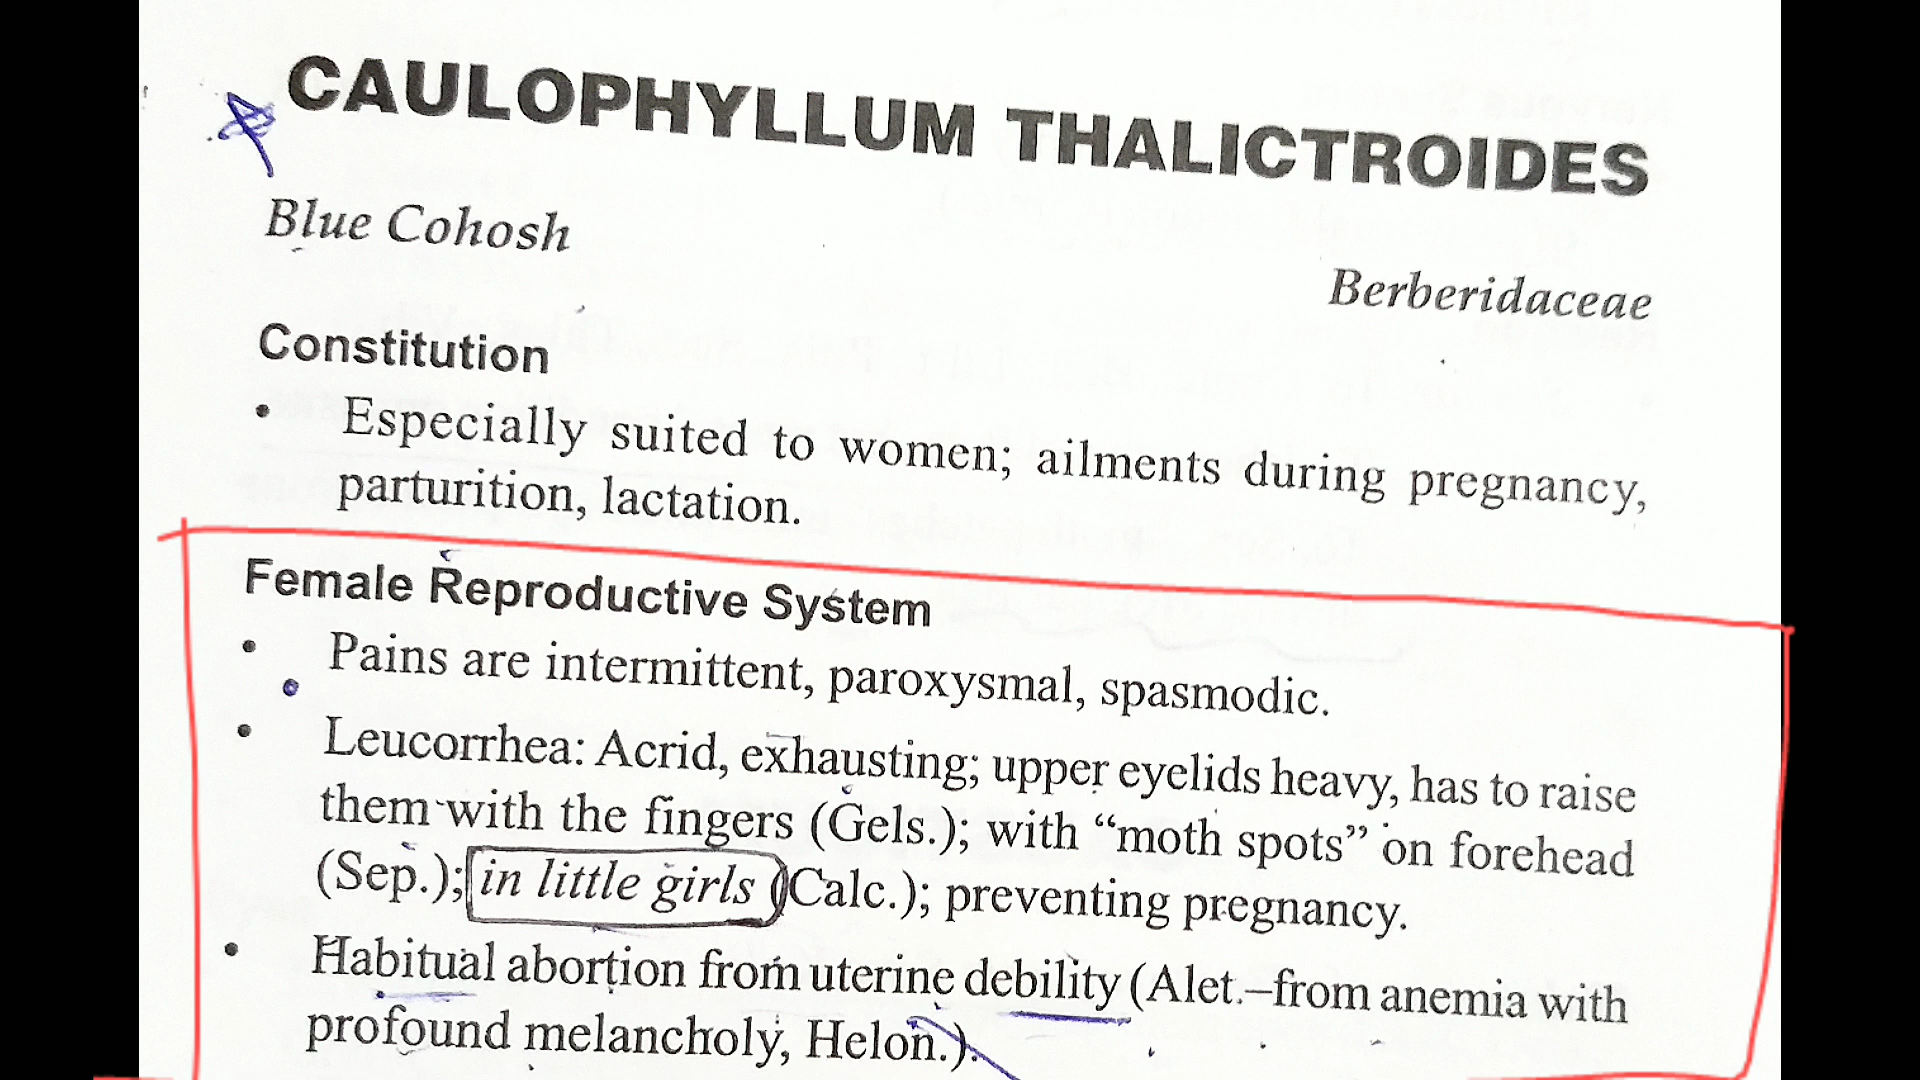 CAULOPHYLLUM THALICTROIDES
Blue Cohosh
Berberidaceae
Constitution
• Especially suited to women; ailments during pregnancy,
parturition, lactation.
Female Reproductive System
• Pains are intermittent, paroxysmal, spasmodic.
• Leucorrhea: Acrid, exhausting; upper eyelids heavy, has to raise
them with the fingers (Gels.); with “moth spots” on forehead
(Sep.); in little girls (Calc.); preventing pregnancy.
• Habitual abortion from uterine debility (Alet.–from anemia with
profound melancholy, Helon.).